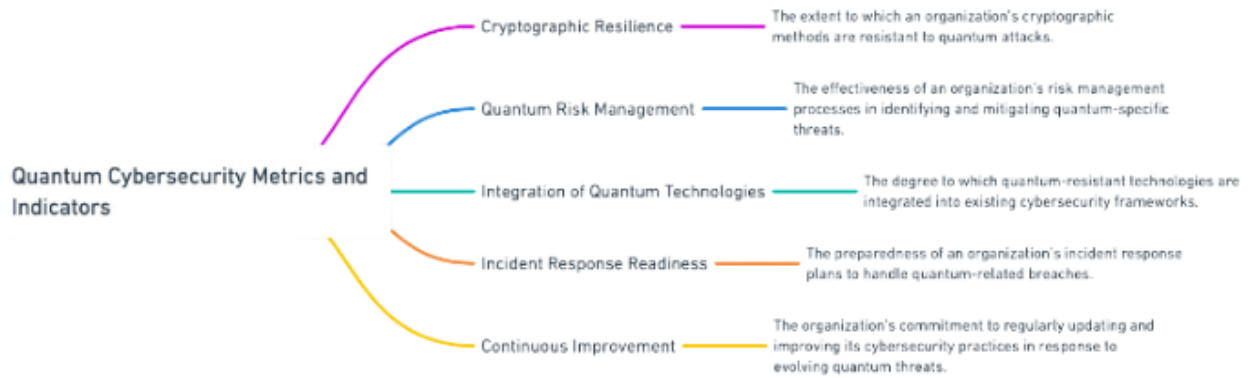 Quantum Cybersecurity Metrics and
Indicators
Cryptographic Resilience
The extent to which an organization's cryptographic
methods are resistant to quantum attacks.
Quantum Risk Management
The effectiveness of an organization's risk management
processes in identifying and mitigating quantum-specific
threats.
Integration of Quantum Technologies
The degree to which quantum-resistant technologies are
integrated into existing cybersecurity frameworks.
Incident Response Readiness
The preparedness of an organization's incident response
plans to handle quantum-related breaches.
Continuous Improvement
The organization's commitment to regularly updating and
improving its cybersecurity practices in response to
evolving quantum threats.